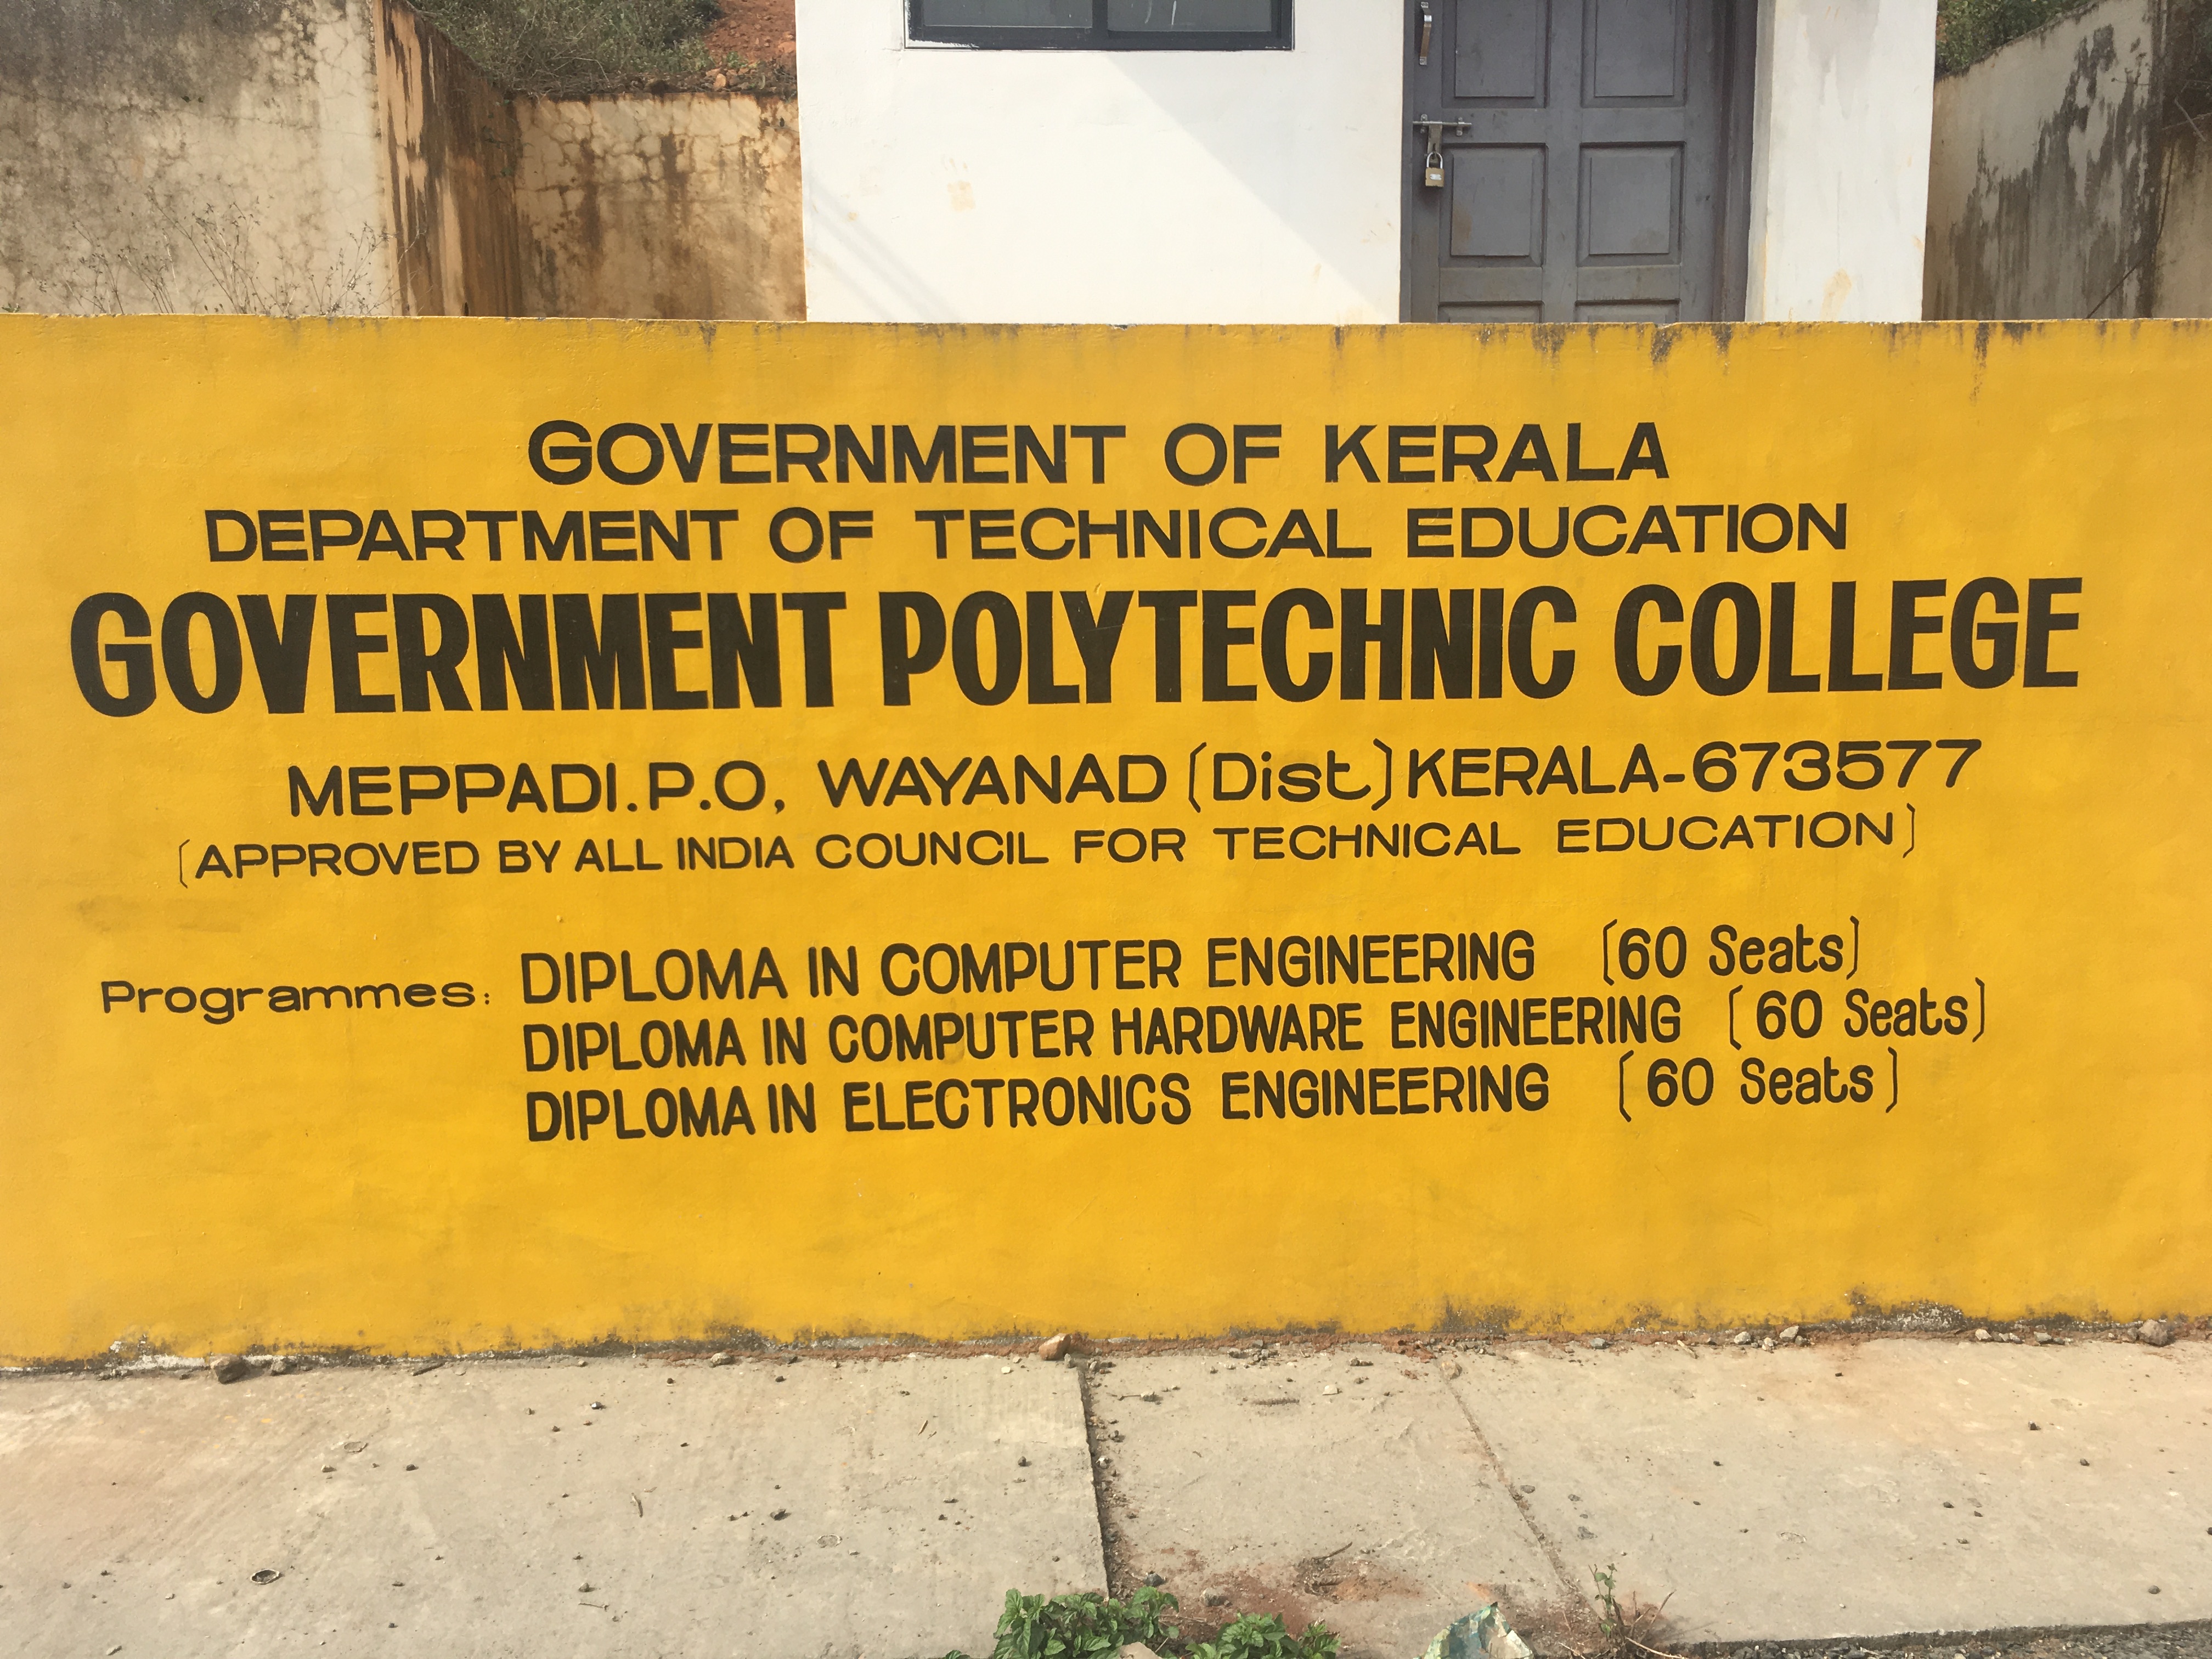 GOVERNMENT OF KERALA
DEPARTMENT OF TECHNICAL EDUCATION
GOVERNMENT POLYTECHNIC COLLEGE
MEPPADI.P.O, WAYANAD (Dist) KERALA-673577
(APPROVED BY ALL INDIA COUNCIL FOR TECHNICAL EDUCATION)
Programmes: DIPLOMA IN COMPUTER ENGINEERING (60 Seats)
DIPLOMA IN COMPUTER HARDWARE ENGINEERING (60 Seats)
DIPLOMA IN ELECTRONICS ENGINEERING (60 Seats)